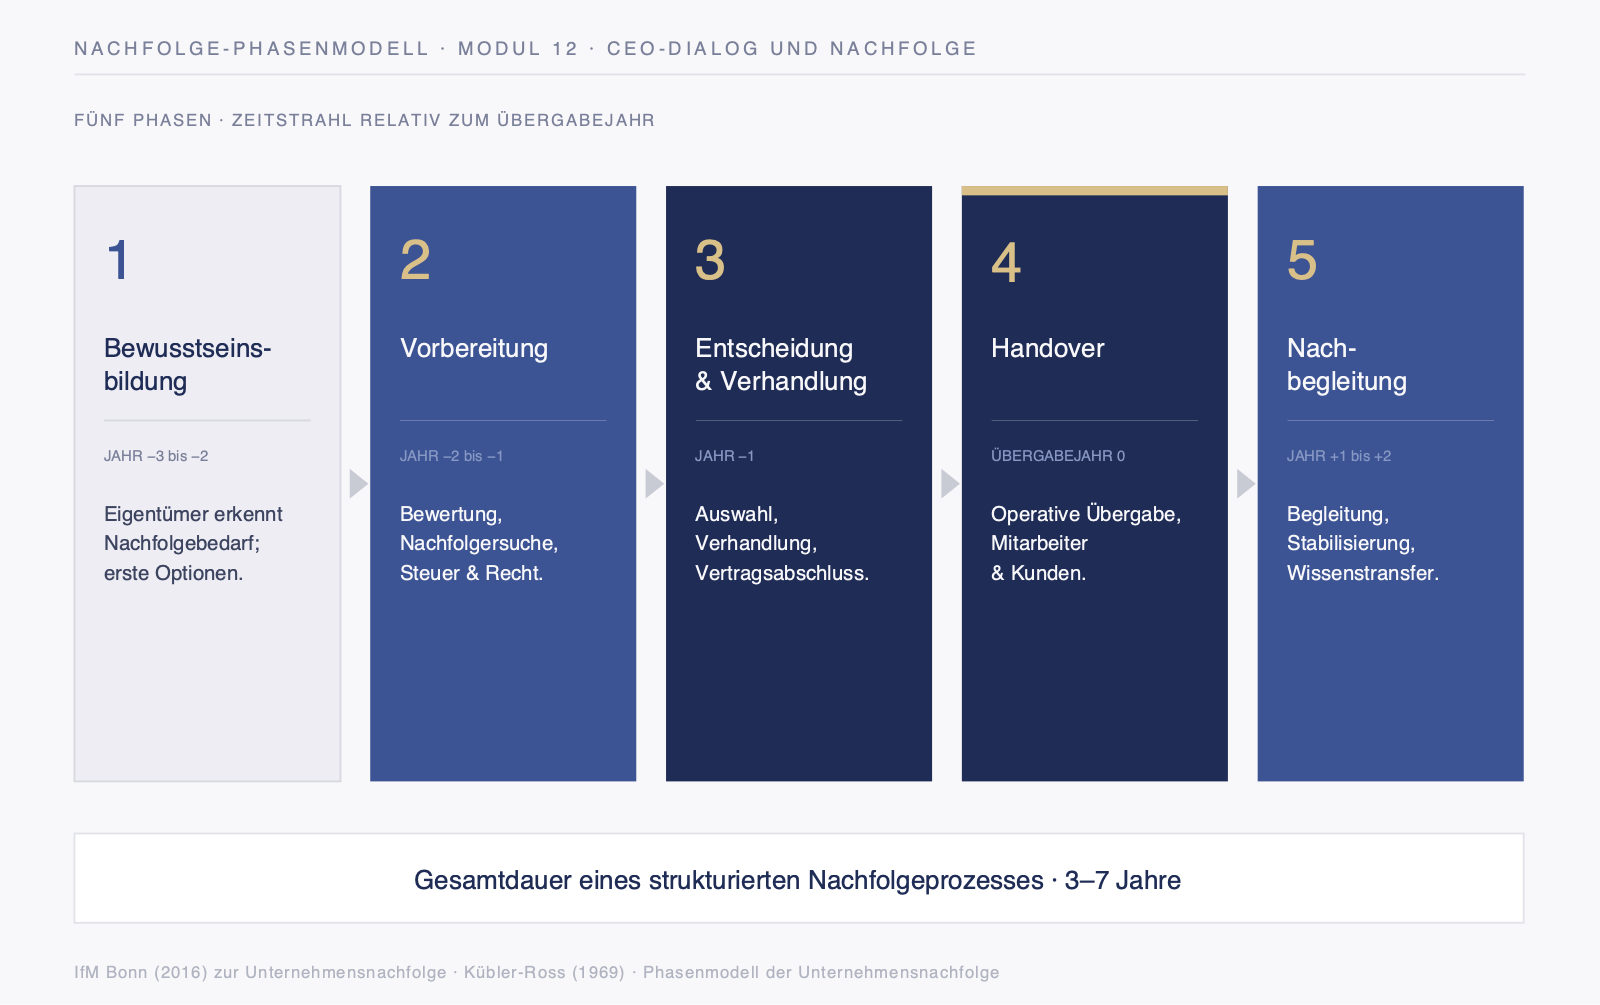 NACHFOLGE-PHASENMODELL · MODUL 12 · CEO-DIALOG UND NACHFOLGE
FÜNF PHASEN · ZEITSTRAHL RELATIV ZUM ÜBERGABEJAHR
1
Bewusstseins-
bildung
JAHR –3 bis –2
Eigentümer erkennt
Nachfolgebedarf;
erste Optionen.
2
Vorbereitung
JAHR –2 bis –1
Bewertung,
Nachfolgersuche,
Steuer & Recht.
3
Entscheidung
& Verhandlung
JAHR –1
Auswahl,
Verhandlung,
Vertragsabschluss.
4
Handover
ÜBERGABEJAHR 0
Operative Übergabe,
Mitarbeiter
& Kunden.
5
Nach-
begleitung
JAHR +1 bis +2
Begleitung,
Stabilisierung,
Wissenstransfer.
Gesamtdauer eines strukturierten Nachfolgeprozesses · 3–7 Jahre
IfM Bonn (2016) zur Unternehmensnachfolge · Kübler-Ross (1969) · Phasenmodell der Unternehmensnachfolge